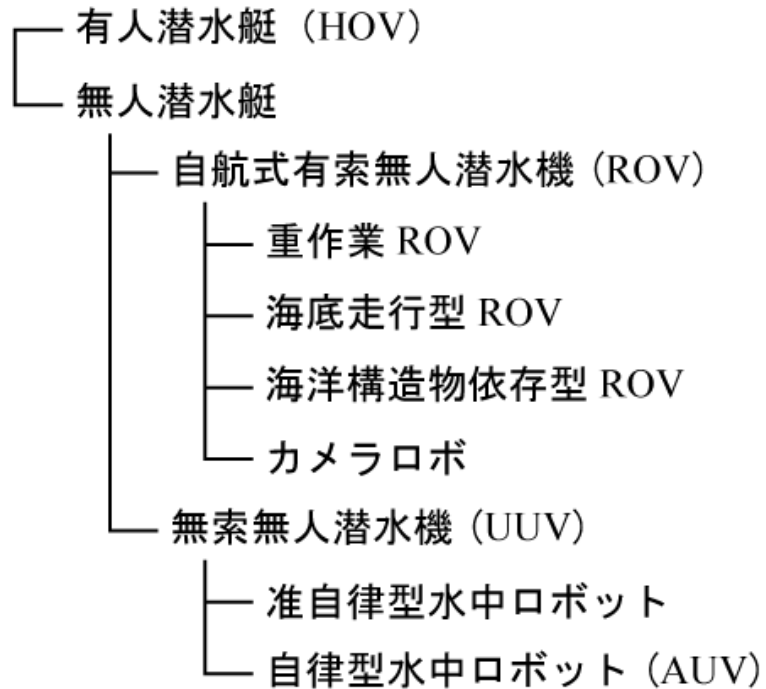 有人潜水艇（HOV）
無人潜水艇
自航式有索無人潜水機（ROV）
重作業 ROV
海底走行型 ROV
海洋構造物依存型 ROV
カメラロボ
無索無人潜水機（UUV）
准自律型水中ロボット
自律型水中ロボット（AUV）